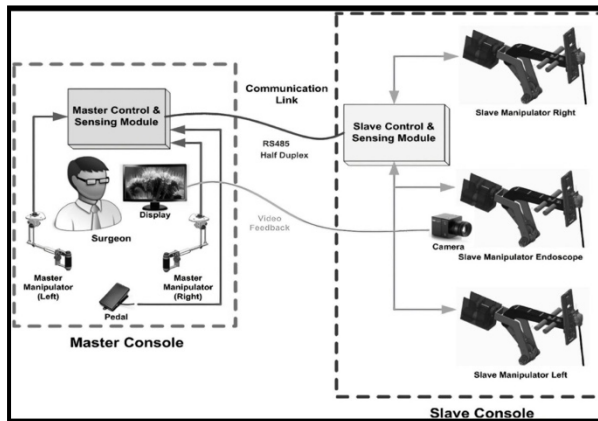 Master Control &
Sensing Module
Surgeon
Display
Master
Manipulator
(Left)
Master
Manipulator
(Right)
Pedal
Master Console
Communication
Link
RS485
Half Duplex
Video
Feedback
Slave Control &
Sensing Module
Camera
Slave Manipulator Right
Slave Manipulator Endoscope
Slave Manipulator Left
Slave Console